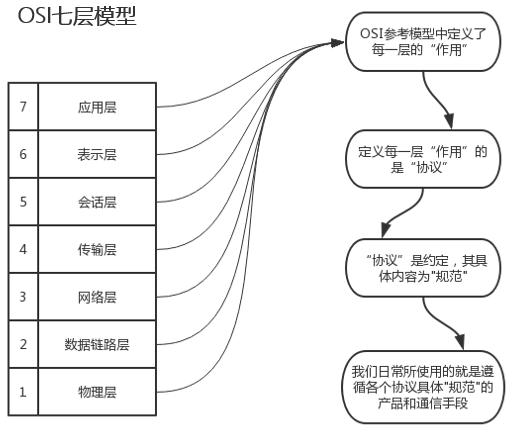 OSI七层模型
7 应用层
6 表示层
5 会话层
4 传输层
3 网络层
2 数据链路层
1 物理层
OSI参考模型中定义了
每一层的“作用”
定义每一层“作用”的
是“协议”
“协议”是约定，其具
体内容为"规范"
我们日常所使用的就是遵
循各个协议具体"规范"的
产品和通信手段